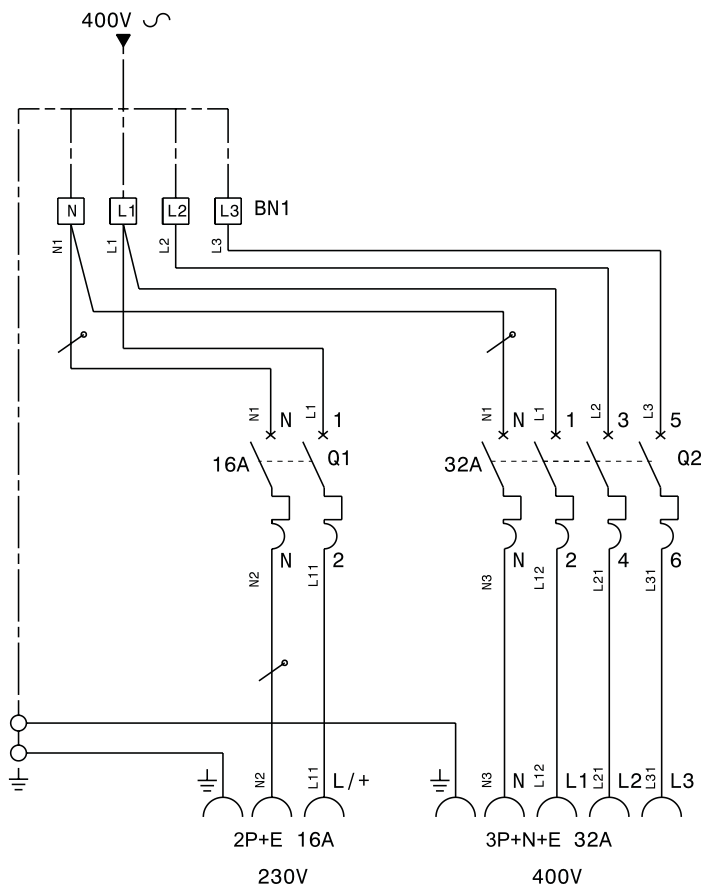 400V
N L1 L2 L3 BN1
N1 L1 L2 L3
N1 N L1 1 N1 N L1 1 L2 3 L3 5
16A Q1 32A Q2
N 2 N 2 4 6
N2 L11 N3 L12 L21 L31
N2 L11 L/+ N3 N L12 L1 L21 L2 L31 L3
2P+E 16A 3P+N+E 32A
230V 400V